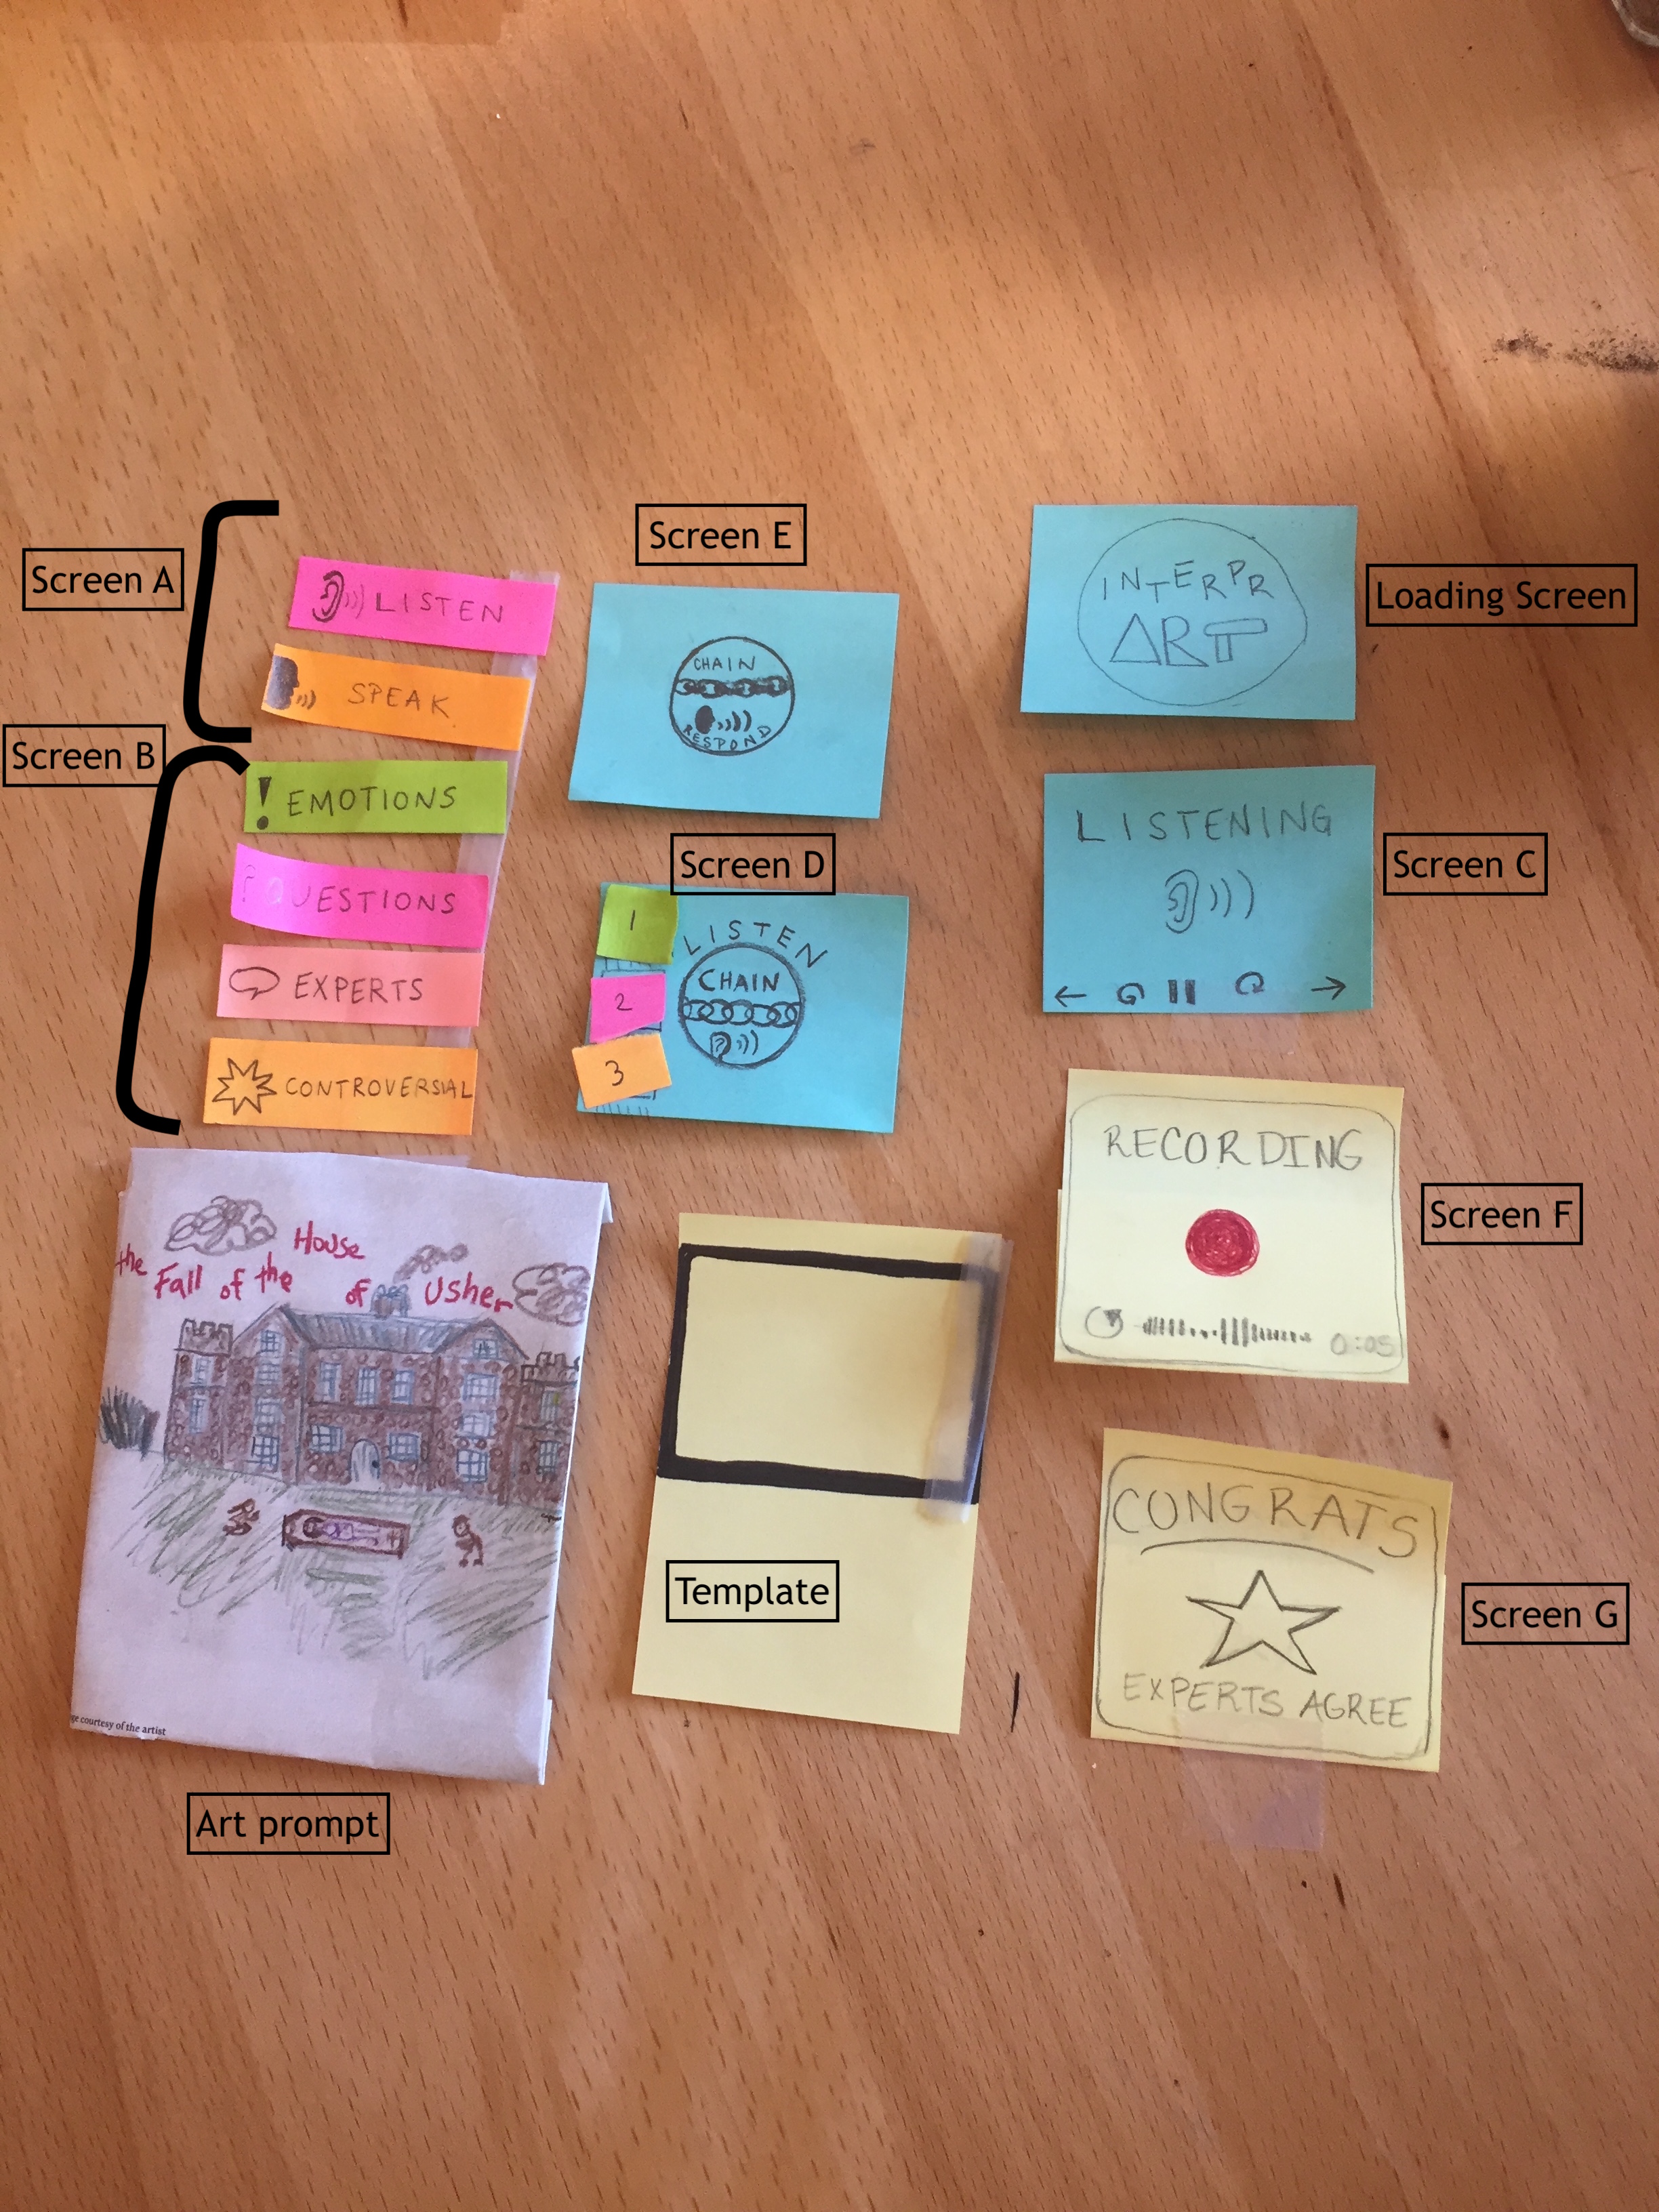 Screen A
LISTEN
SPEAK
Screen B
! EMOTIONS
? QUESTIONS
EXPERTS
CONTROVERSIAL
Screen E
CHAIN
RESPOND
Screen D
1
2
3
LISTEN
CHAIN
INTERPR
ART
Loading Screen
LISTENING
Screen C
RECORDING
0:05
Screen F
CONGRATS
EXPERTS AGREE
Screen G
the Fall of the House of Usher
courtesy of the artist
Art prompt
Template